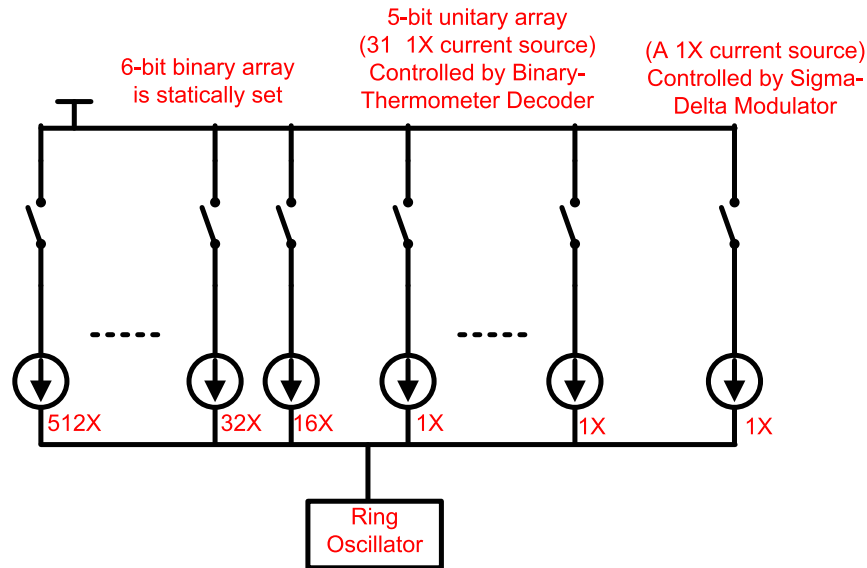 5-bit unitary array
(31 1X current source)
Controlled by Binary-
Thermometer Decoder
6-bit binary array
is statically set
(A 1X current source)
Controlled by Sigma-
Delta Modulator
512X
32X
16X
1X
1X
1X
Ring
Oscillator